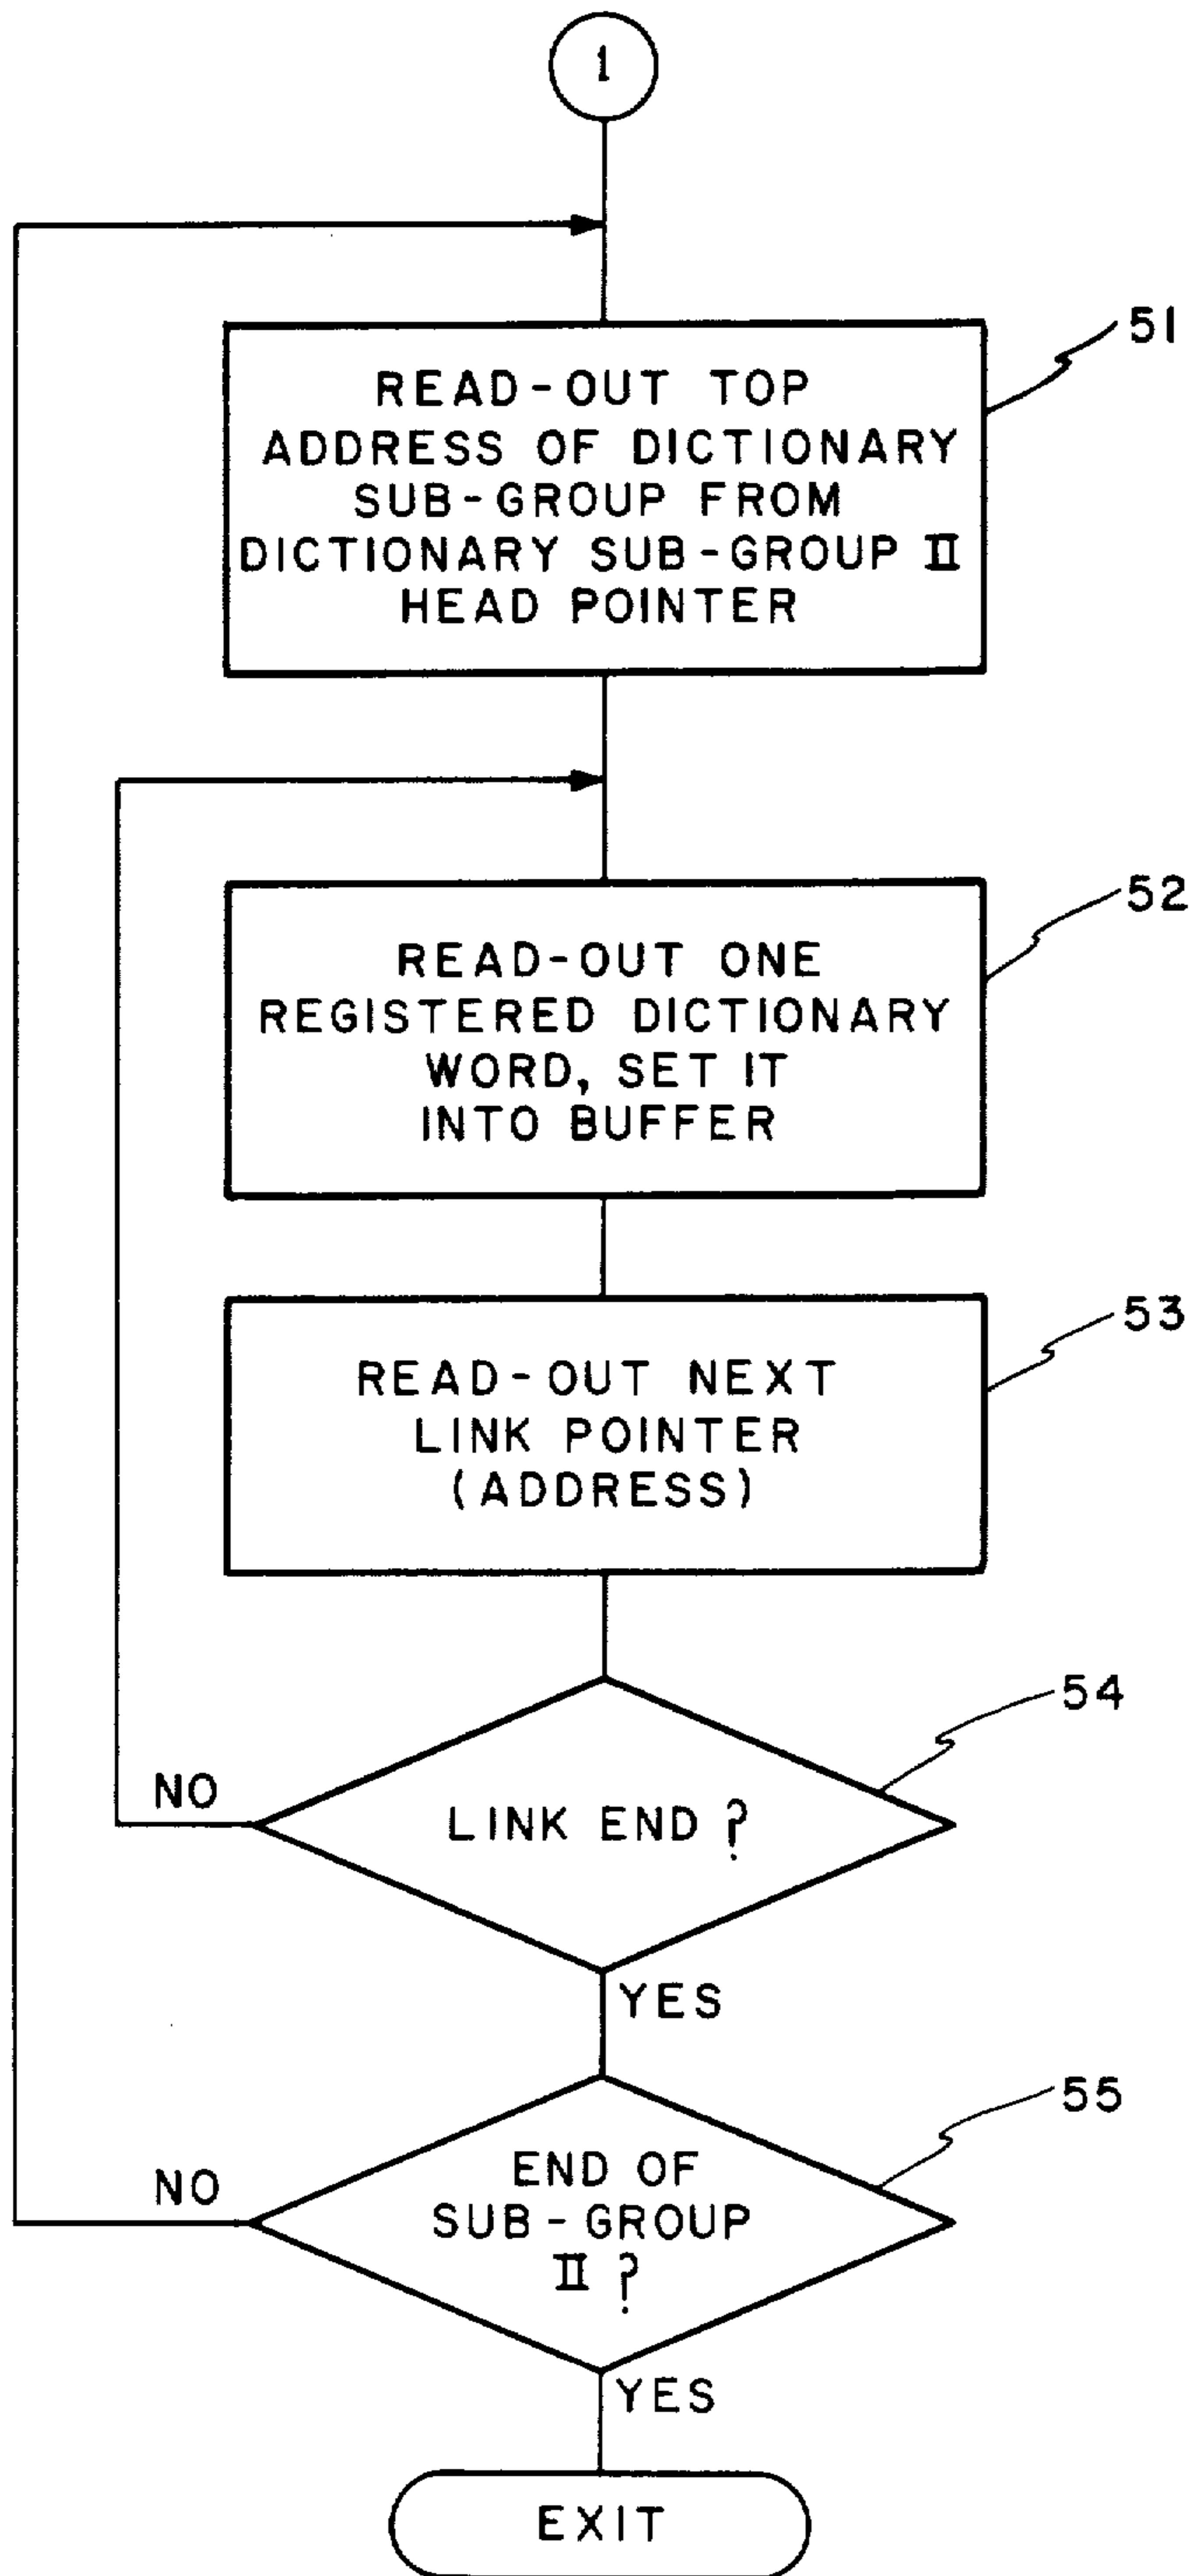 1
51
READ-OUT TOP
ADDRESS OF DICTIONARY
SUB-GROUP FROM
DICTIONARY SUB-GROUP II
HEAD POINTER
52
READ-OUT ONE
REGISTERED DICTIONARY
WORD, SET IT
INTO BUFFER
53
READ-OUT NEXT
LINK POINTER
(ADDRESS)
54
NO
LINK END ?
YES
55
NO
END OF
SUB-GROUP
II ?
YES
EXIT